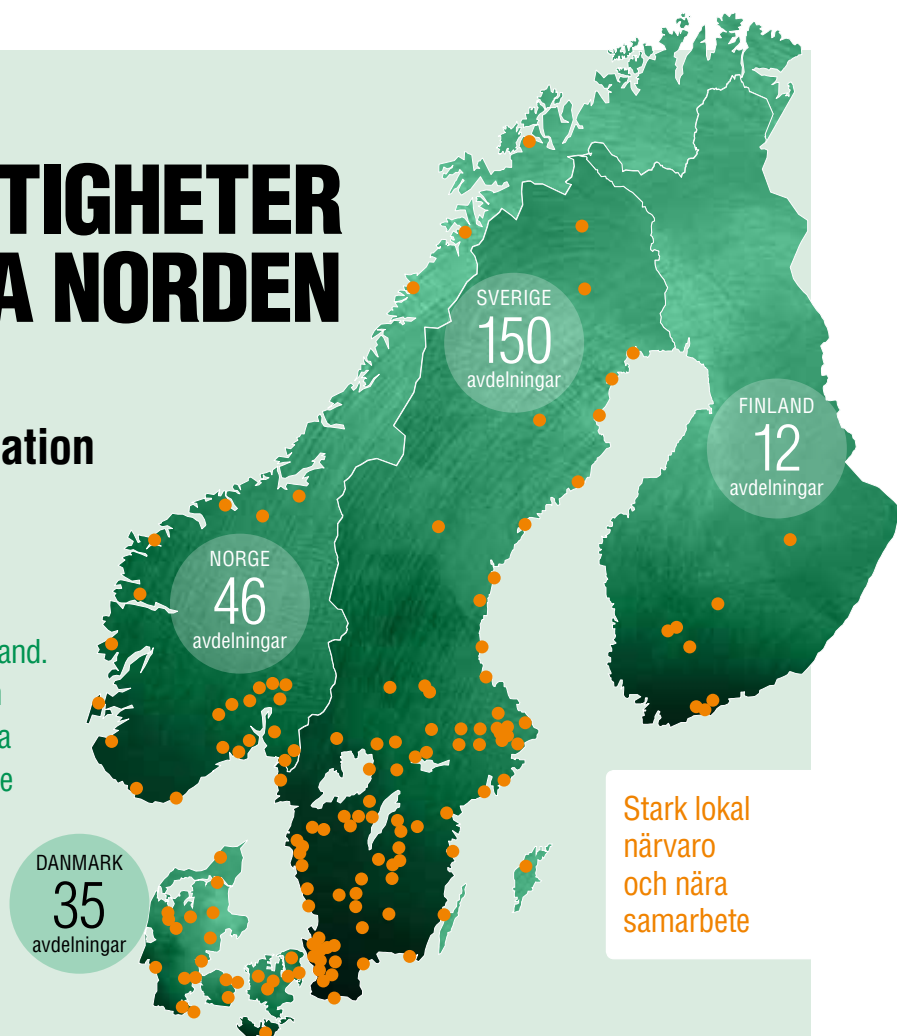 TIGHETER
A NORDEN
ation
and.
a
e
SVERIGE
150
avdelningar
FINLAND
12
avdelningar
NORGE
46
avdelningar
DANMARK
35
avdelningar
Stark lokal
närvaro
och nära
samarbete